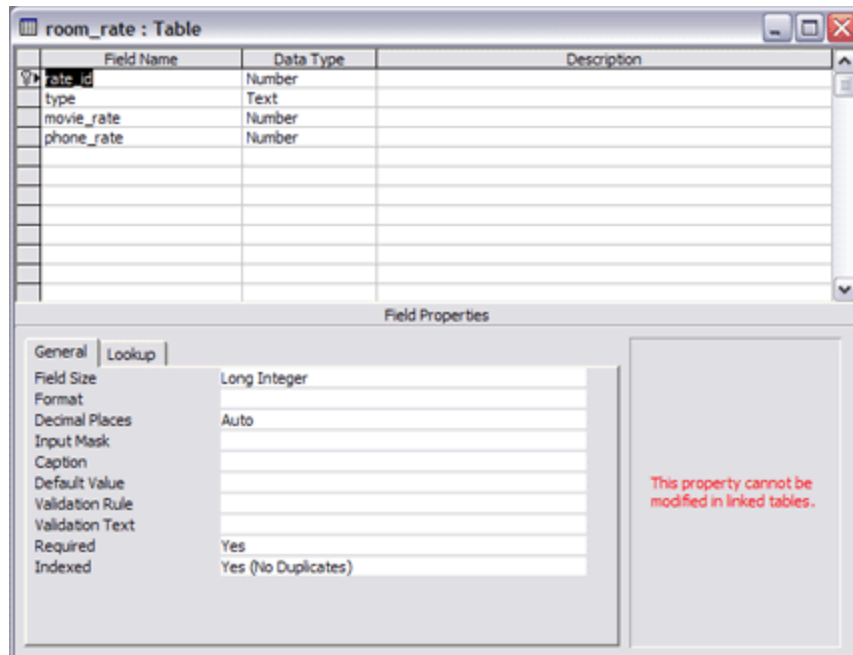 room_rate : Table
Field Name Data Type Description
rate_id Number
type Text
movie_rate Number
phone_rate Number
Field Properties
General Lookup
Field Size Long Integer
Format
Decimal Places Auto
Input Mask
Caption
Default Value
Validation Rule
Validation Text
Required Yes
Indexed Yes (No Duplicates)
This property cannot be
modified in linked tables.